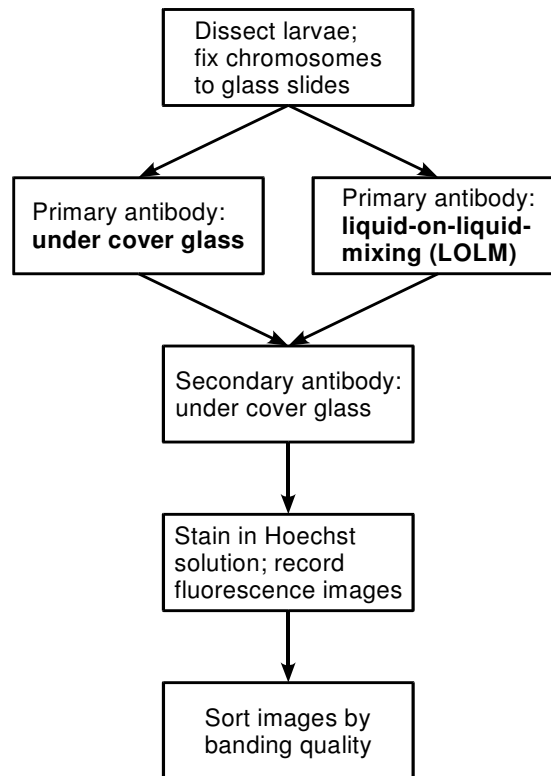 Dissect larvae;
fix chromosomes
to glass slides
Primary antibody:
under cover glass
Primary antibody:
liquid-on-liquid-
mixing (LOLM)
Secondary antibody:
under cover glass
Stain in Hoechst
solution; record
fluorescence images
Sort images by
banding quality